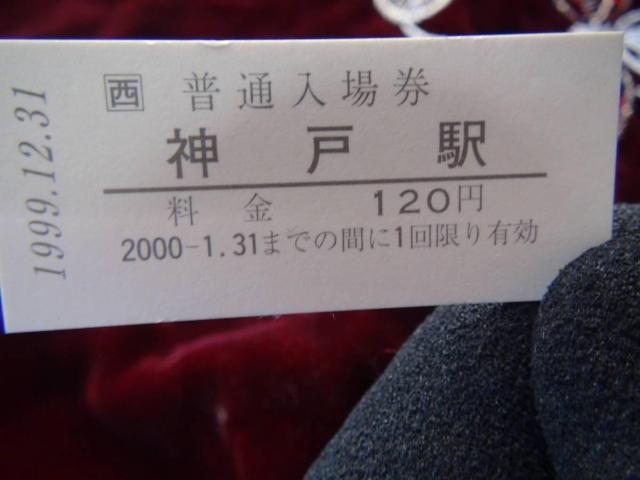 1999.12.31
西 普通入場券
神戸駅
料金 120円
2000-1.31までの間に1回限り有効